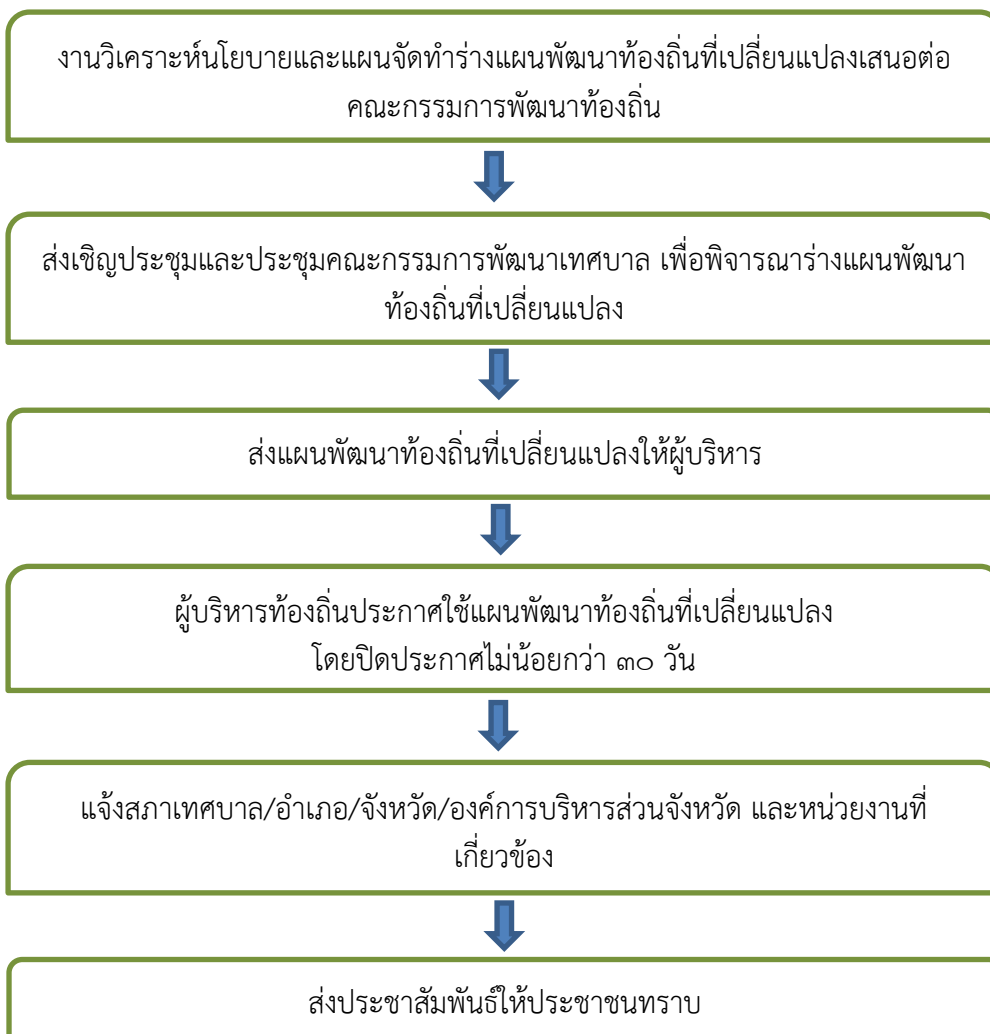 งานวิเคราะห์นโยบายและแผนจัดทำร่างแผนพัฒนาท้องถิ่นที่เปลี่ยนแปลงเสนอต่อ
คณะกรรมการพัฒนาท้องถิ่น
ส่งเชิญประชุมและประชุมคณะกรรมการพัฒนาเทศบาล เพื่อพิจารณาร่างแผนพัฒนา
ท้องถิ่นที่เปลี่ยนแปลง
ส่งแผนพัฒนาท้องถิ่นที่เปลี่ยนแปลงให้ผู้บริหาร
ผู้บริหารท้องถิ่นประกาศใช้แผนพัฒนาท้องถิ่นที่เปลี่ยนแปลง
โดยปิดประกาศไม่น้อยกว่า ๓๐ วัน
แจ้งสภาเทศบาล/อำเภอ/จังหวัด/องค์การบริหารส่วนจังหวัด และหน่วยงานที่
เกี่ยวข้อง
ส่งประชาสัมพันธ์ให้ประชาชนทราบ